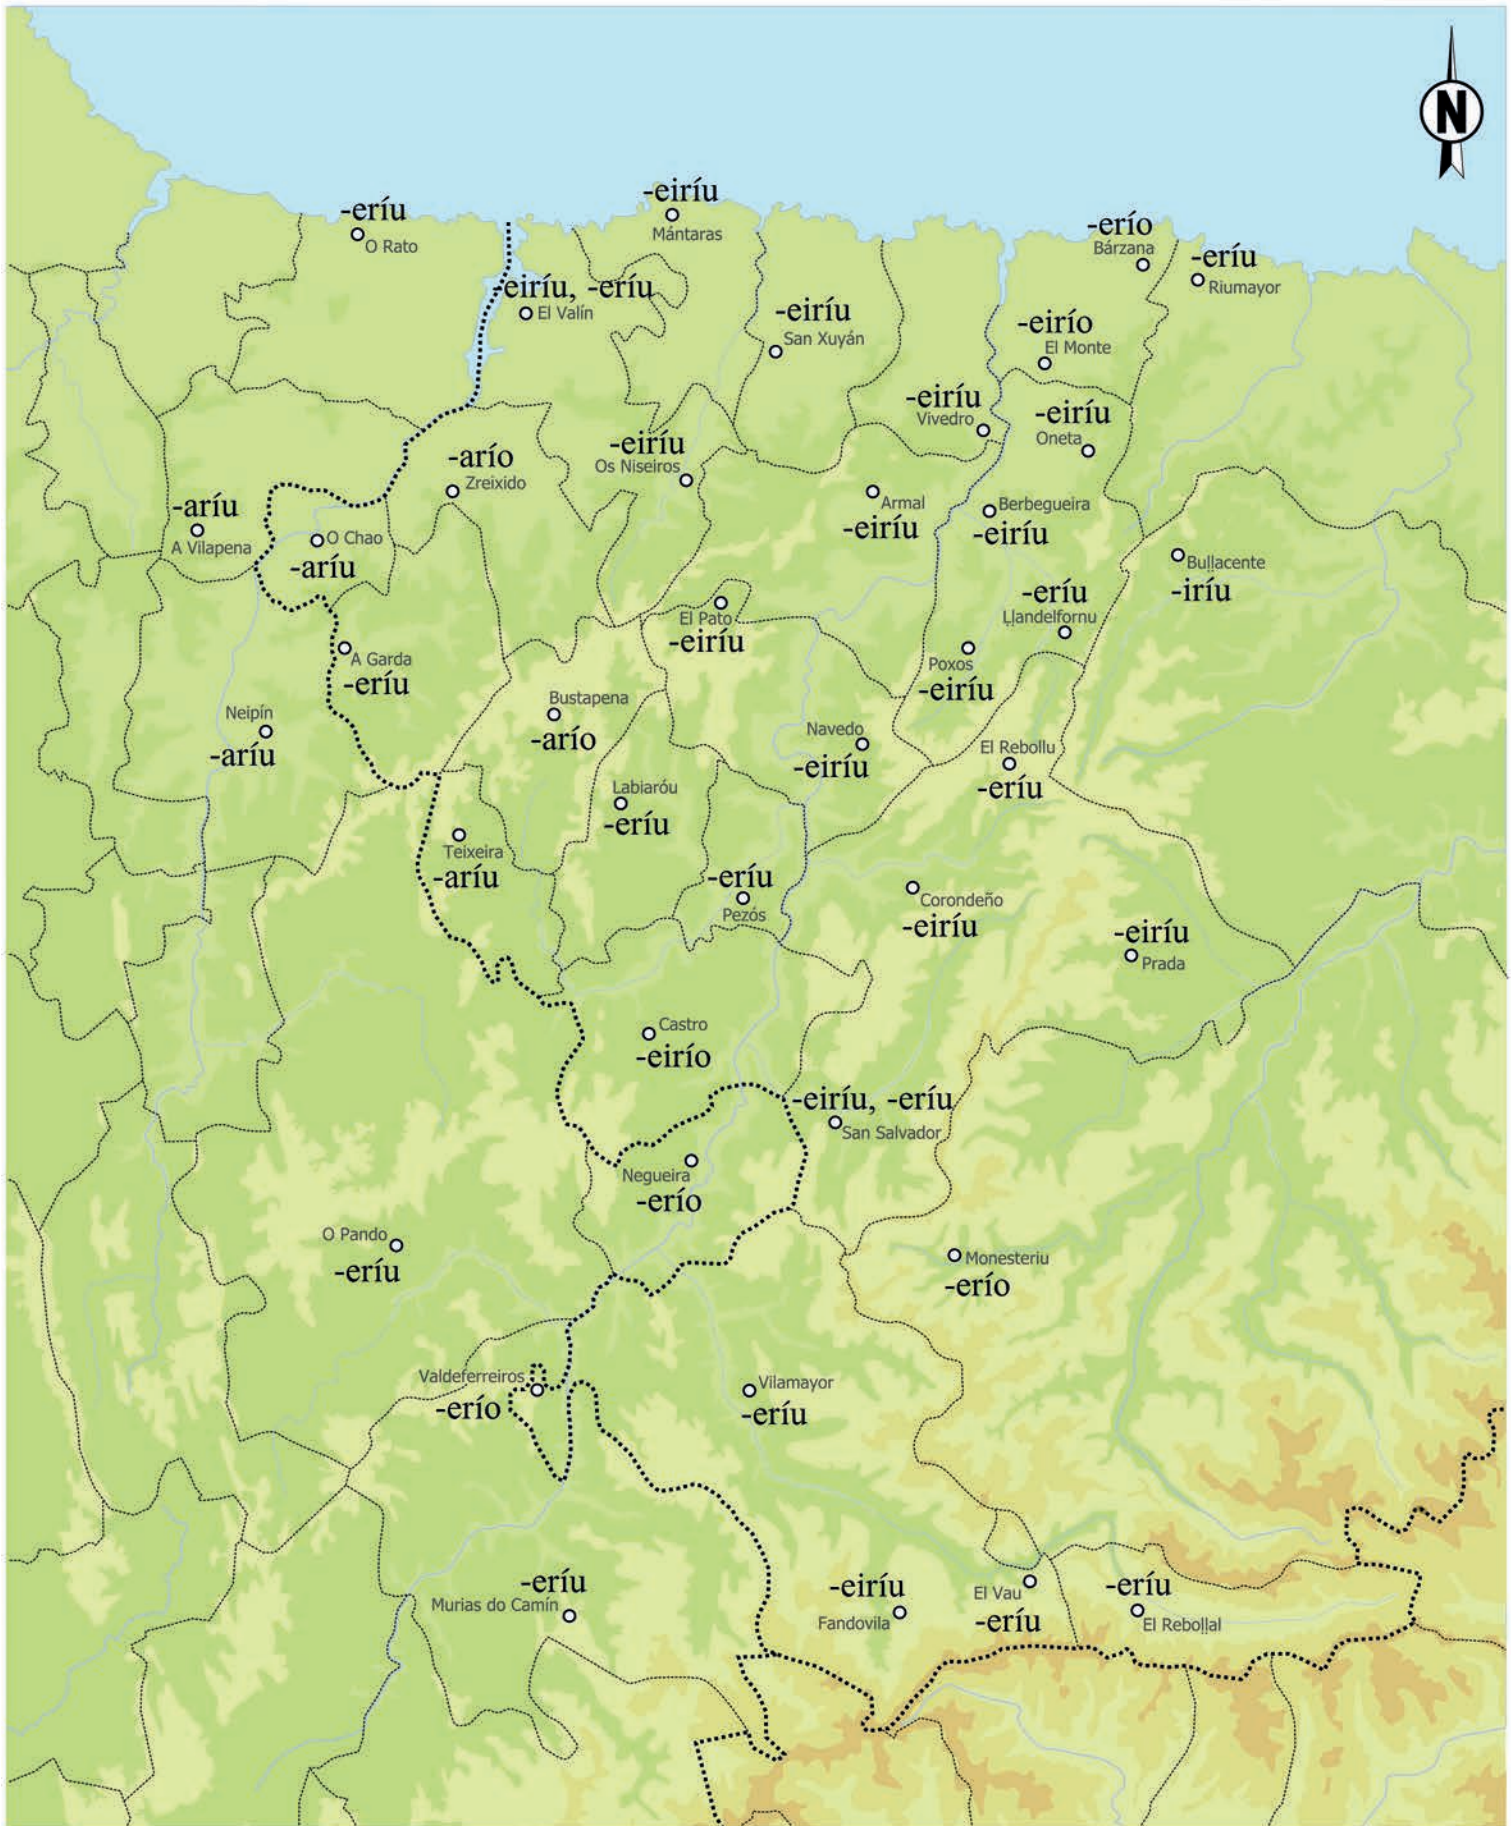 N
-eiríu
Mántaras
-eríu
O Rato
-erío
Bárzana
-eríu
Riumayor
-eiríu, -eríu
El Valín
-eiríu
San Xuyán
-eirío
El Monte
-eiríu
Vivedro
-eiríu
Oneta
-eiríu
Os Niseiros
-arío
Zreixido
-aríu
A Vilapena
O Chao
-aríu
Armal
-eiríu
Berbegueira
-eiríu
Buḷḷacente
-iríu
-eríu
Ḷḷandelfornu
El Pato
-eiríu
A Garda
-eríu
Poxos
-eiríu
Bustapena
-arío
Neipín
-aríu
Navedo
-eiríu
El Rebollu
-eríu
Labiaróu
-eríu
Teixeira
-aríu
-eríu
Pezós
Corondeño
-eiríu
-eiríu
Prada
Castro
-eirío
-eiríu, -eríu
San Salvador
Negueira
-erío
O Pando
-eríu
Monesteriu
-erío
Valdeferreiros
-erío
Vilamayor
-eríu
-eríu
Murias do Camín
-eiríu
Fandovila
El Vau
-eríu
-eríu
El Reboḷḷal